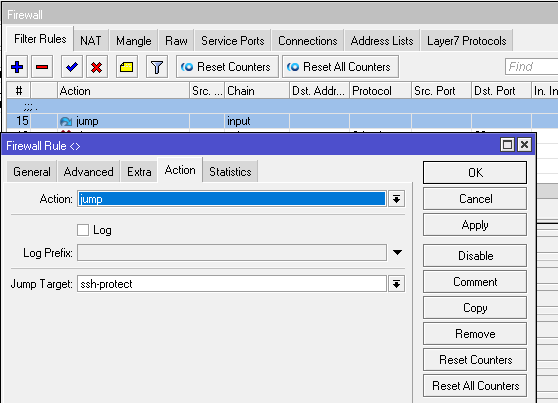 Firewall
Filter Rules NAT Mangle Raw Service Ports Connections Address Lists Layer7 Protocols
Reset Counters Reset All Counters Find
# Action Src. ... Chain Dst. Addr... Protocol Src. Port Dst. Port In. In
;;; .
15 jump input
Firewall Rule <>
General Advanced Extra Action Statistics
Action: jump
Log
Log Prefix:
Jump Target: ssh-protect
OK
Cancel
Apply
Disable
Comment
Copy
Remove
Reset Counters
Reset All Counters